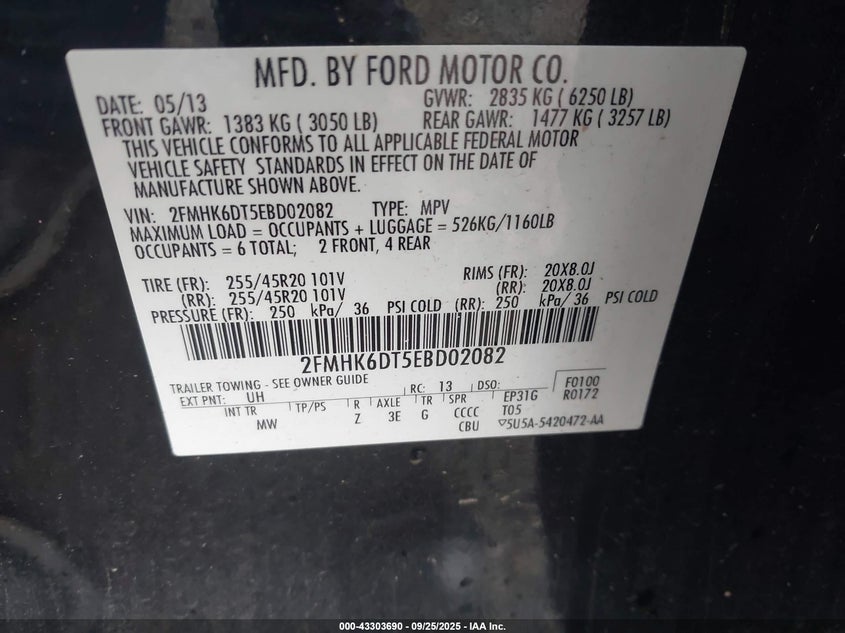 MFD. BY FORD MOTOR CO.
DATE: 05/13 GVWR: 2835 KG ( 6250 LB)
FRONT GAWR: 1383 KG ( 3050 LB) REAR GAWR: 1477 KG ( 3257 LB)
THIS VEHICLE CONFORMS TO ALL APPLICABLE FEDERAL MOTOR
VEHICLE SAFETY STANDARDS IN EFFECT ON THE DATE OF
MANUFACTURE SHOWN ABOVE.
VIN: 2FMHK6DT5EBD02082 TYPE: MPV
MAXIMUM LOAD = OCCUPANTS + LUGGAGE = 526KG/1160LB
OCCUPANTS = 6 TOTAL; 2 FRONT, 4 REAR
TIRE (FR): 255/45R20 101V RIMS (FR): 20X8.0J
(RR): 255/45R20 101V (RR): 20X8.0J
PRESSURE (FR): 250 kPa/ 36 PSI COLD (RR): 250 kPa/ 36 PSI COLD
2FMHK6DT5EBD02082
TRAILER TOWING - SEE OWNER GUIDE
EXT PNT: UH RC: 13 DSO: F0100
INT TR TP/PS R AXLE TR SPR EP31G R0172
MW Z 3E G CCCC T05
CBU 5U5A-5420472-AA
000-43303690 - 09/25/2025 - IAA Inc.